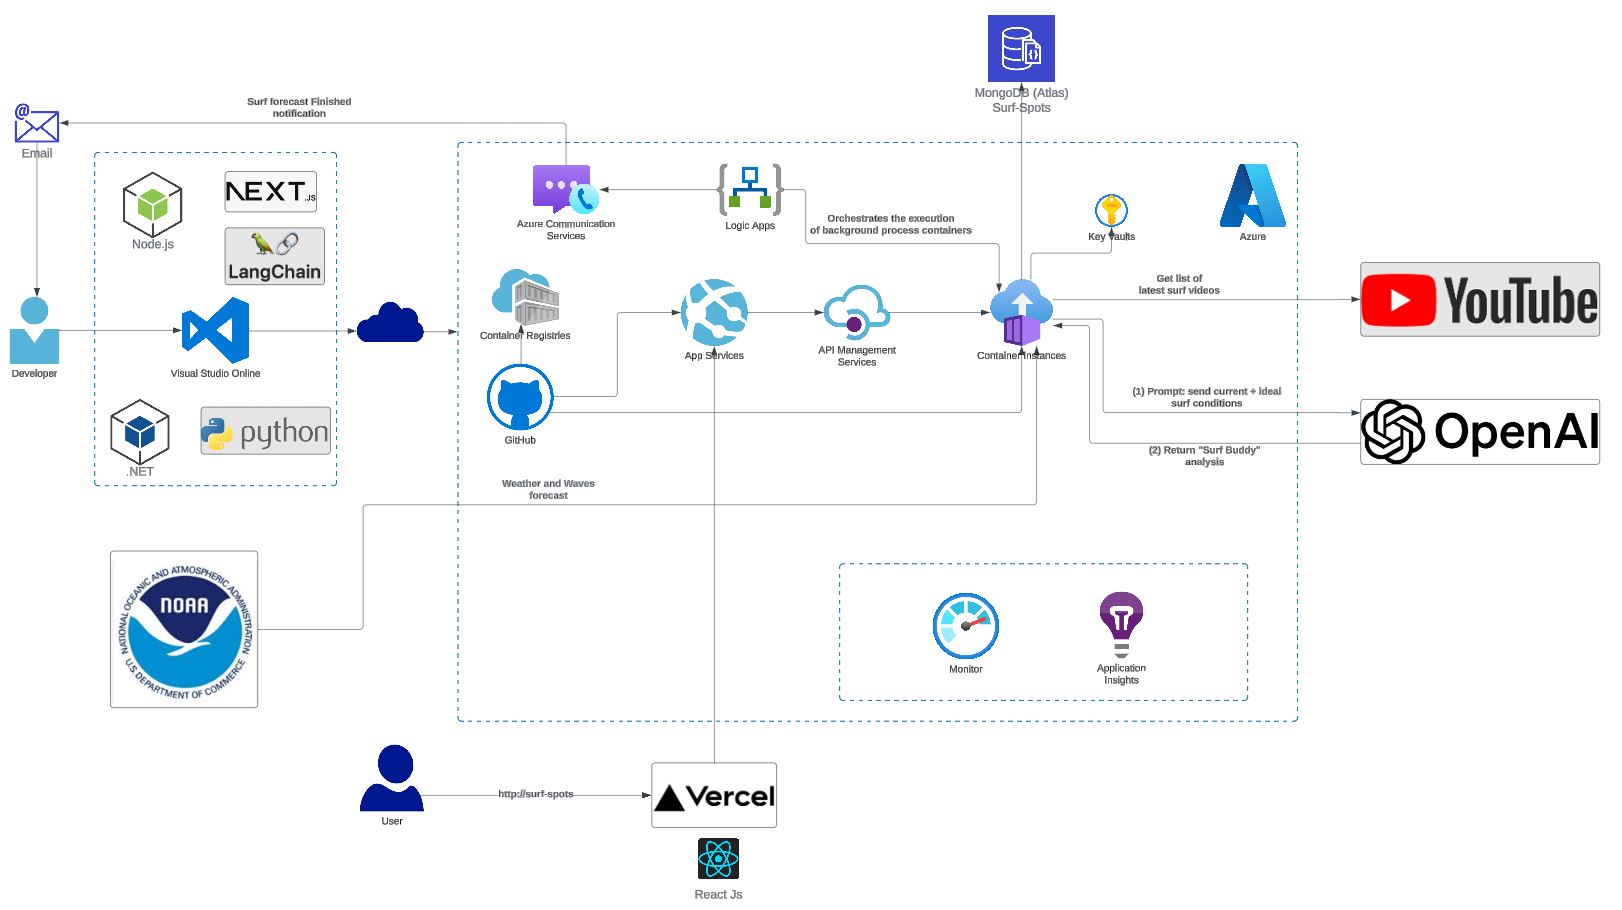 MongoDB (Atlas)
Surf-Spots
Surf forecast Finished
notification
@
Email
Node.js
NEXT.JS
LangChain
Developer
Visual Studio Online
.NET
python
Azure Communication
Services
Logic Apps
Orchestrates the execution
of background process containers
Key Vaults
Azure
Container Registries
GitHub
App Services
API Management
Services
Container Instances
Get list of
latest surf videos
YouTube
(1) Prompt: send current + ideal
surf conditions
OpenAI
(2) Return "Surf Buddy"
analysis
Weather and Waves
forecast
NATIONAL OCEANIC AND ATMOSPHERIC ADMINISTRATION
NOAA
U.S. DEPARTMENT OF COMMERCE
Monitor
Application
Insights
User
http://surf-spots
Vercel
React Js